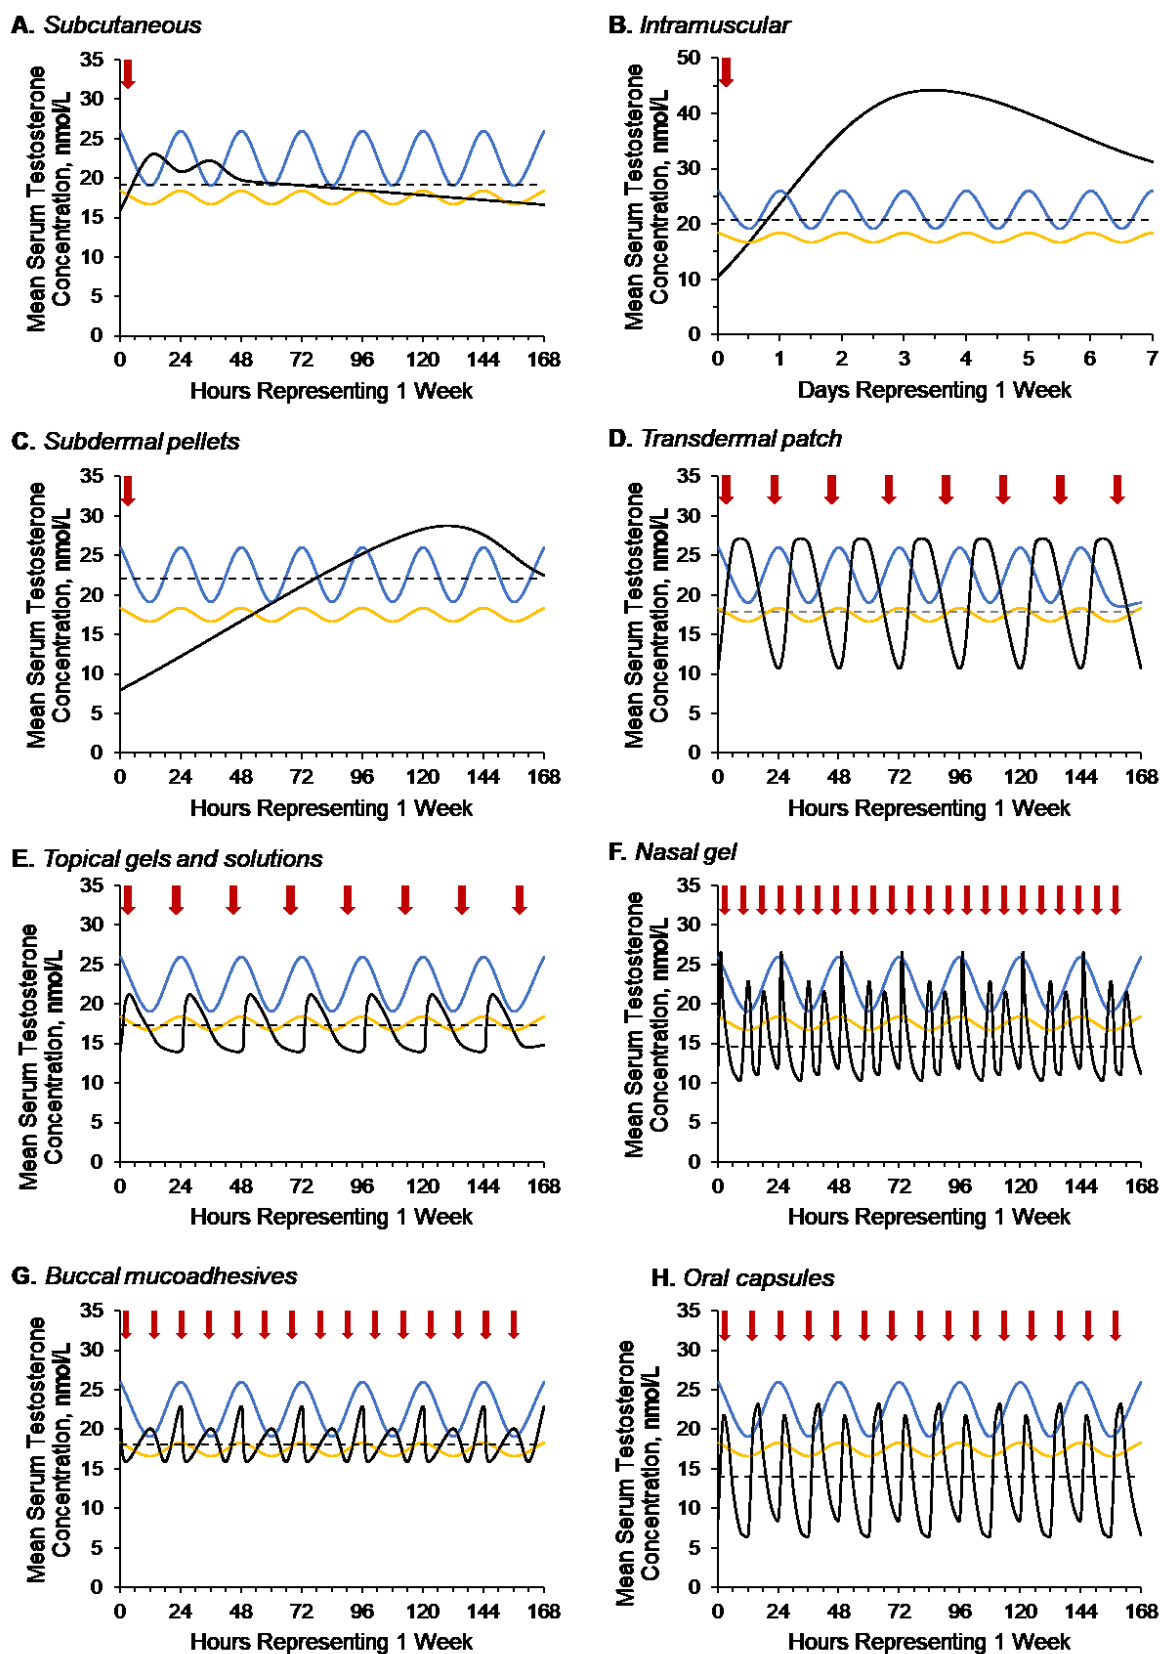 A. Subcutaneous
35
30
25
20
15
10
5
0
Mean Serum Testosterone
Concentration, nmol/L
0 24 48 72 96 120 144 168
Hours Representing 1 Week
B. Intramuscular
50
40
30
20
10
0
Mean Serum Testosterone
Concentration, nmol/L
0 1 2 3 4 5 6 7
Days Representing 1 Week
C. Subdermal pellets
35
30
25
20
15
10
5
0
Mean Serum Testosterone
Concentration, nmol/L
0 24 48 72 96 120 144 168
Hours Representing 1 Week
D. Transdermal patch
35
30
25
20
15
10
5
0
Mean Serum Testosterone
Concentration, nmol/L
0 24 48 72 96 120 144 168
Hours Representing 1 Week
E. Topical gels and solutions
35
30
25
20
15
10
5
0
Mean Serum Testosterone
Concentration, nmol/L
0 24 48 72 96 120 144 168
Hours Representing 1 Week
F. Nasal gel
35
30
25
20
15
10
5
0
Mean Serum Testosterone
Concentration, nmol/L
0 24 48 72 96 120 144 168
Hours Representing 1 Week
G. Buccal mucoadhesives
35
30
25
20
15
10
5
0
Mean Serum Testosterone
Concentration, nmol/L
0 24 48 72 96 120 144 168
Hours Representing 1 Week
H. Oral capsules
35
30
25
20
15
10
5
0
Mean Serum Testosterone
Concentration, nmol/L
0 24 48 72 96 120 144 168
Hours Representing 1 Week